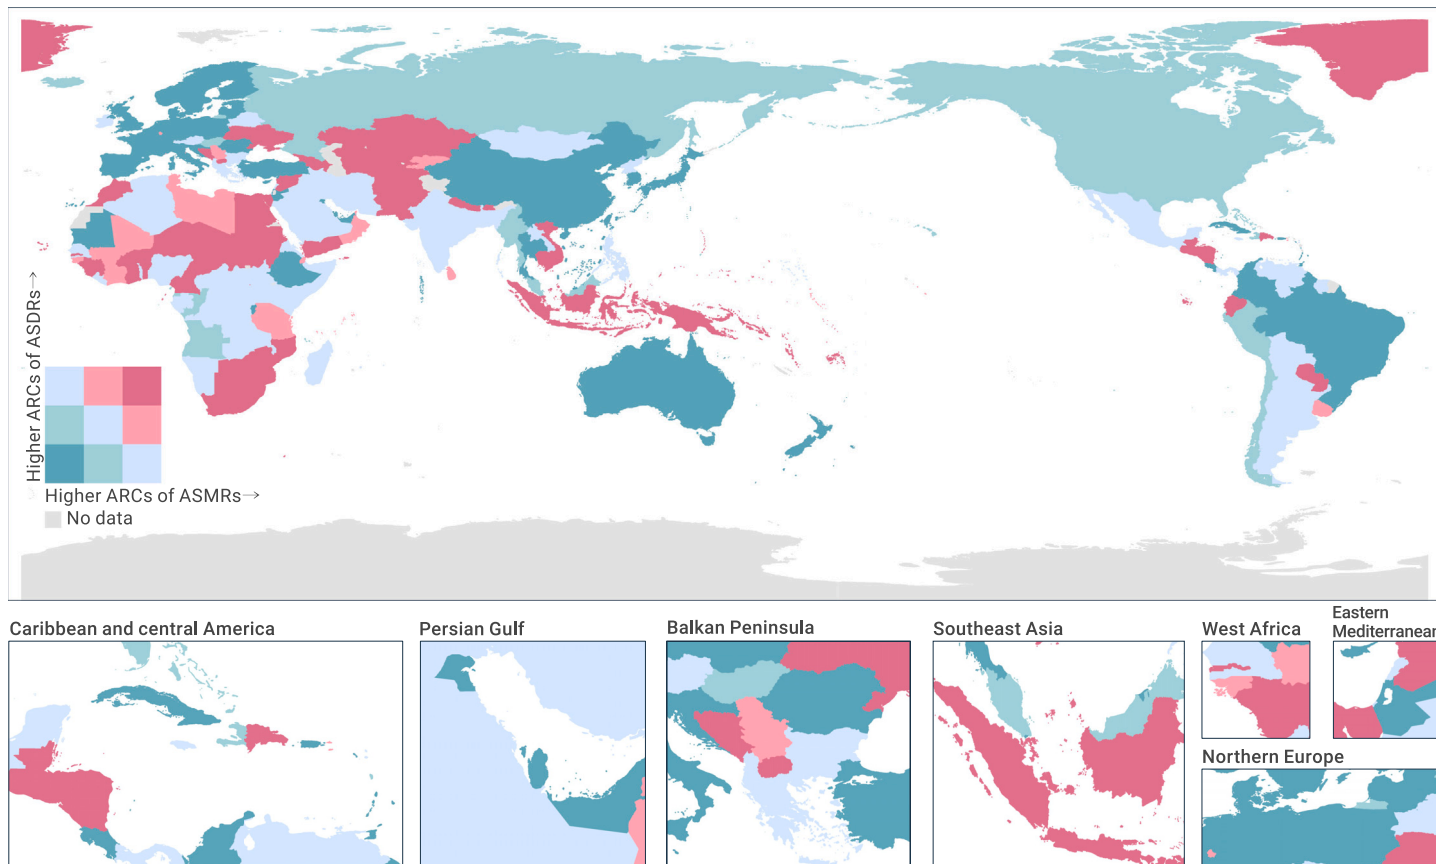 Higher ARCs of ASDRs→
Higher ARCs of ASMRs→
No data
Caribbean and central America
Persian Gulf
Balkan Peninsula
Southeast Asia
West Africa
Eastern
Mediterranean
Northern Europe